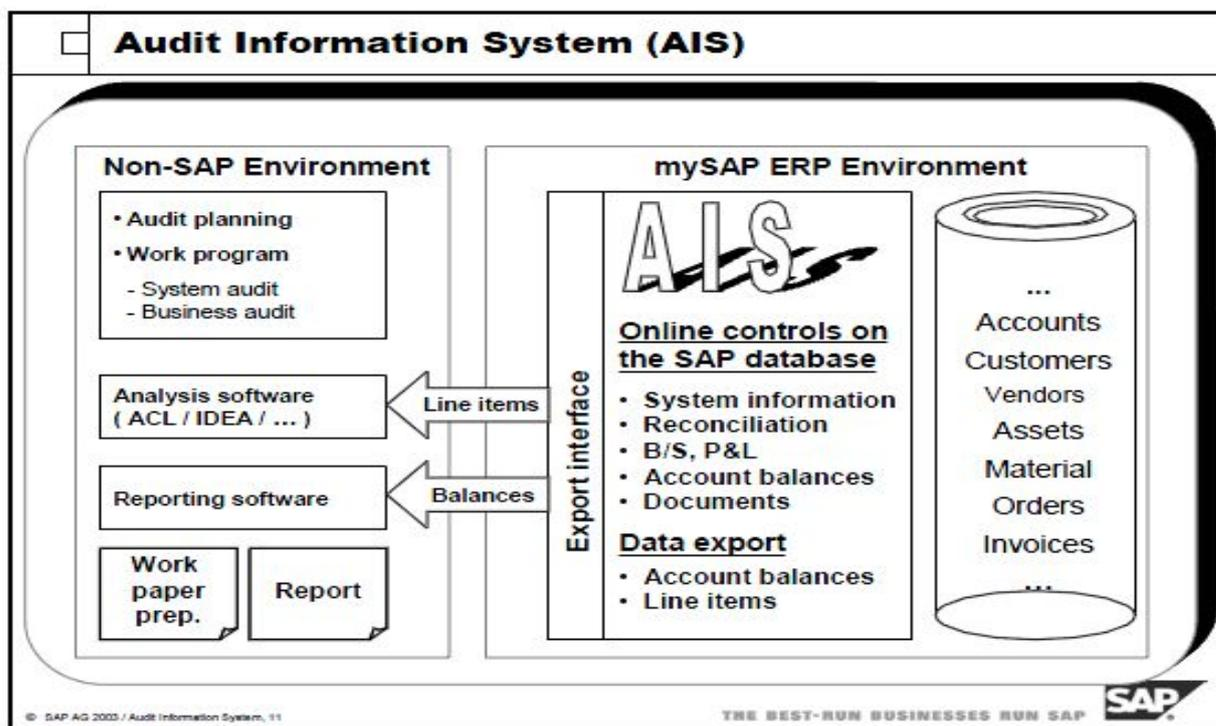 Audit Information System (AIS)
Non-SAP Environment
• Audit planning
• Work program
- System audit
- Business audit
Analysis software
( ACL / IDEA / ... )
Reporting software
Work
paper
prep.
Report
Line items
Balances
mySAP ERP Environment
Export interface
AIS
Online controls on
the SAP database
• System information
• Reconciliation
• B/S, P&L
• Account balances
• Documents
Data export
• Account balances
• Line items
...
Accounts
Customers
Vendors
Assets
Material
Orders
Invoices
...
© SAP AG 2003 / Audit Information System, 11
THE BEST-RUN BUSINESSES RUN SAP
SAP